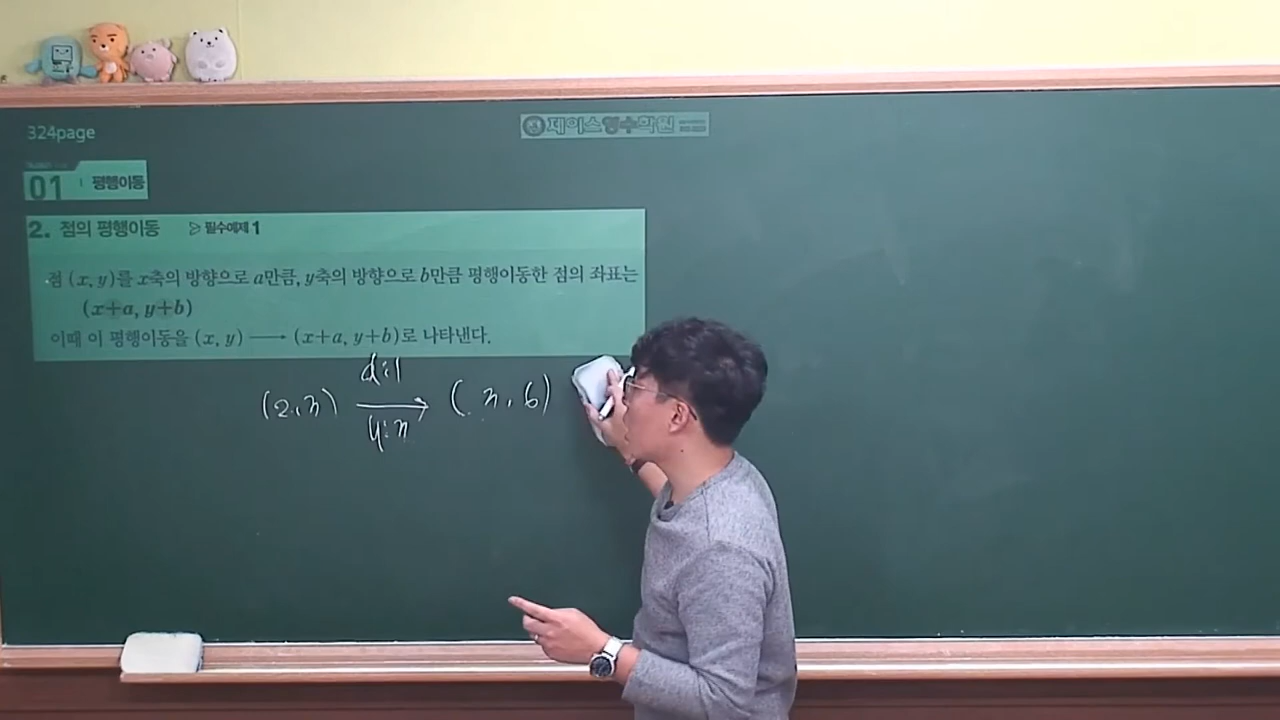 324page
제이스영수학원
01 평행이동
2. 점의 평행이동 ▷ 필수예제 1
점 (x, y)를 x축의 방향으로 a만큼, y축의 방향으로 b만큼 평행이동한 점의 좌표는
(x+a, y+b)
이때 이 평행이동을 (x, y) ⟶ (x+a, y+b)로 나타낸다.
x:1
(2,3) → (3,6)
y:3